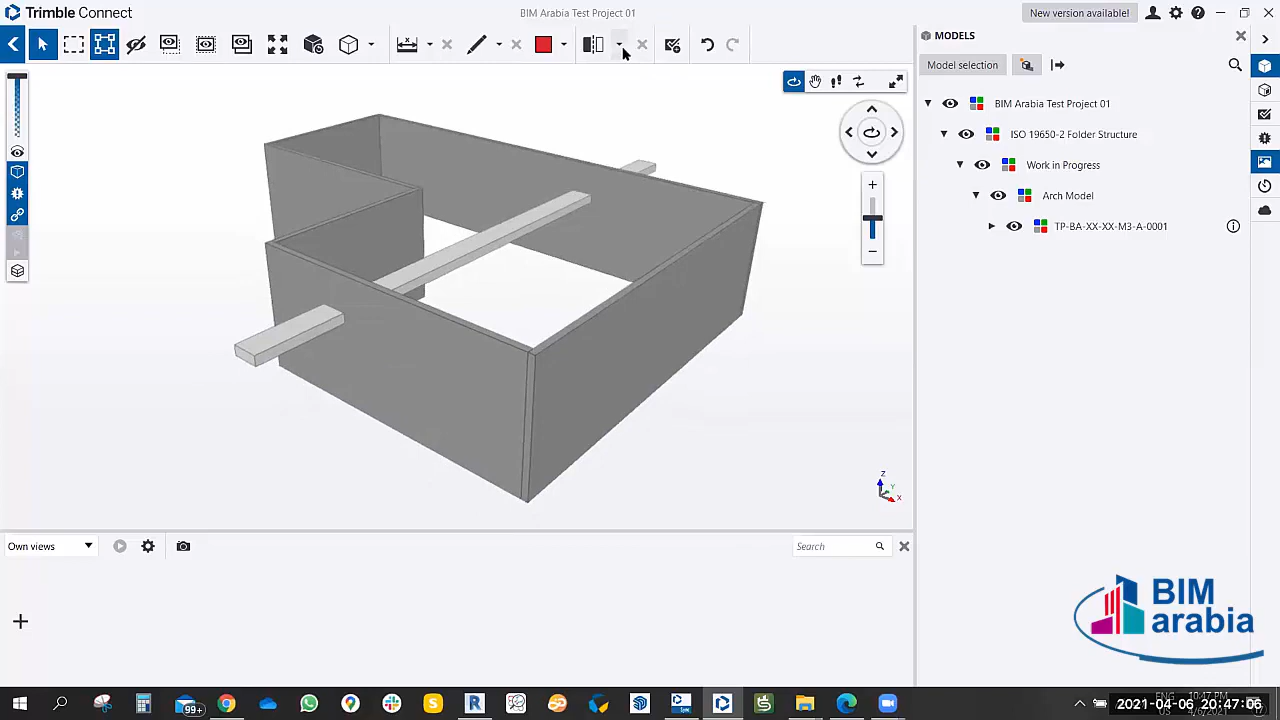 Trimble Connect
BIM Arabia Test Project 01
New version available!
MODELS
Model selection
BIM Arabia Test Project 01
ISO 19650-2 Folder Structure
Work in Progress
Arch Model
TP-BA-XX-XX-M3-A-0001
Z
Y
X
Own views
Search
BIM
arabia
99+
2021-04-06 20:47:06